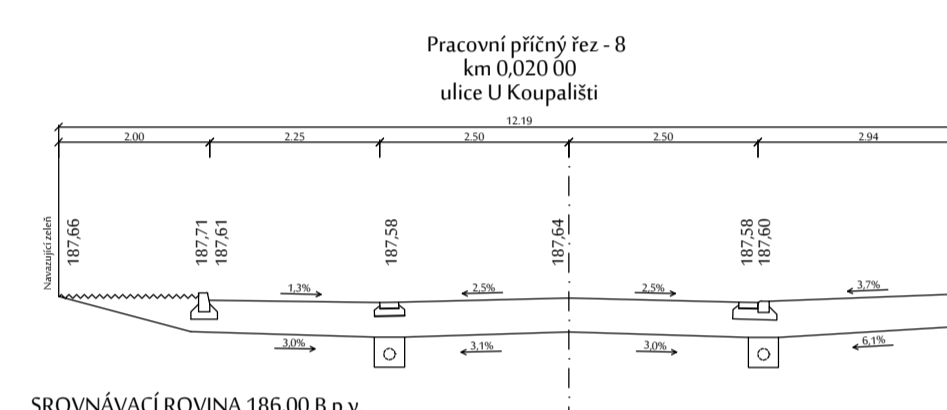 Pracovní příčný řez - 8
km 0,020 00
ulice U Koupališti
12.19
2.00 2.25 2.50 2.50 2.94
Navazující zeleň
187,66
187,71
187,61
187,58
187,64
187,58
187,60
1,3% 2,5% 2,5% 3,7%
3,0% 3,1% 3,0% 6,1%
SROVNÁVACÍ ROVINA 186,00 B.p.v.